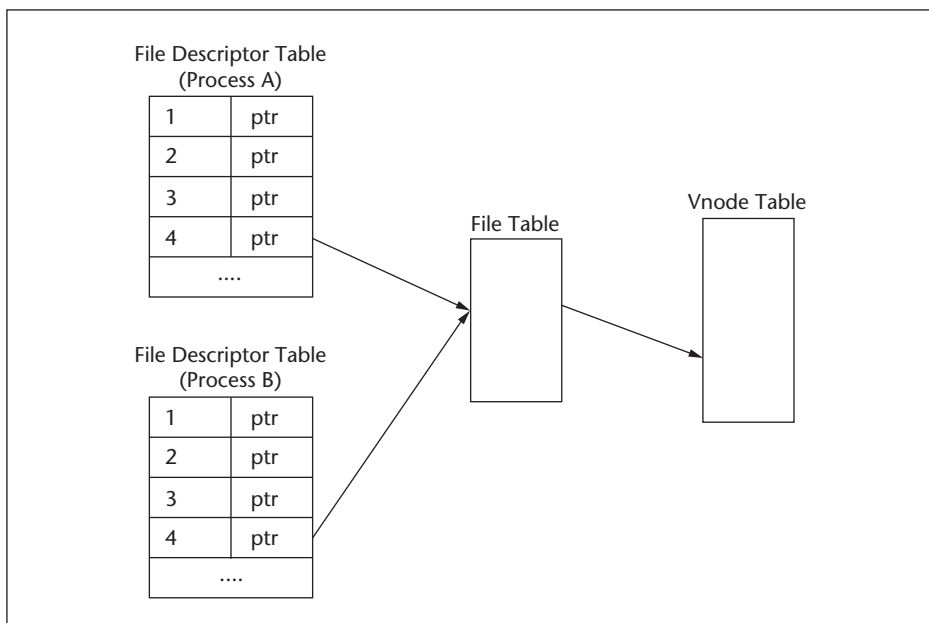 File Descriptor Table
(Process A)
1 ptr
2 ptr
3 ptr
4 ptr
....
File Table
Vnode Table
File Descriptor Table
(Process B)
1 ptr
2 ptr
3 ptr
4 ptr
....